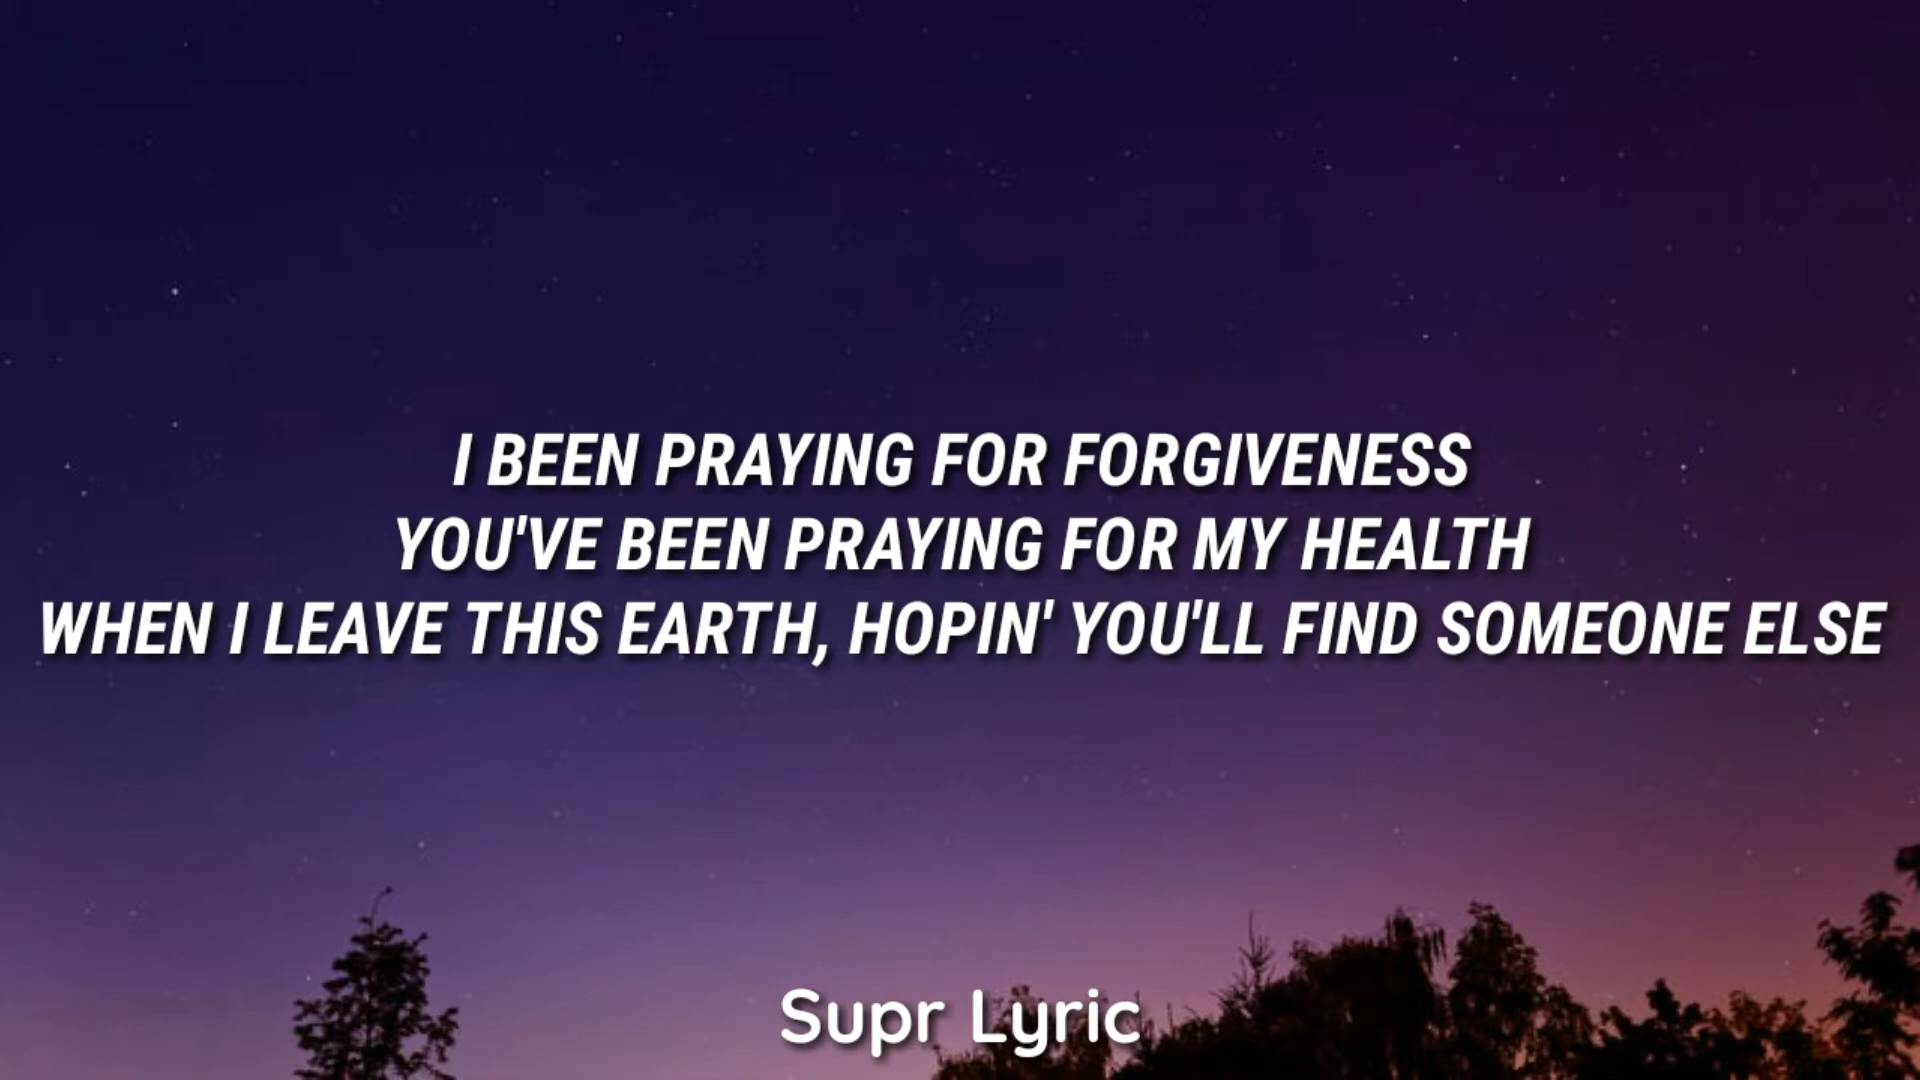 I BEEN PRAYING FOR FORGIVENESS
YOU'VE BEEN PRAYING FOR MY HEALTH
WHEN I LEAVE THIS EARTH, HOPIN' YOU'LL FIND SOMEONE ELSE
Supr Lyric